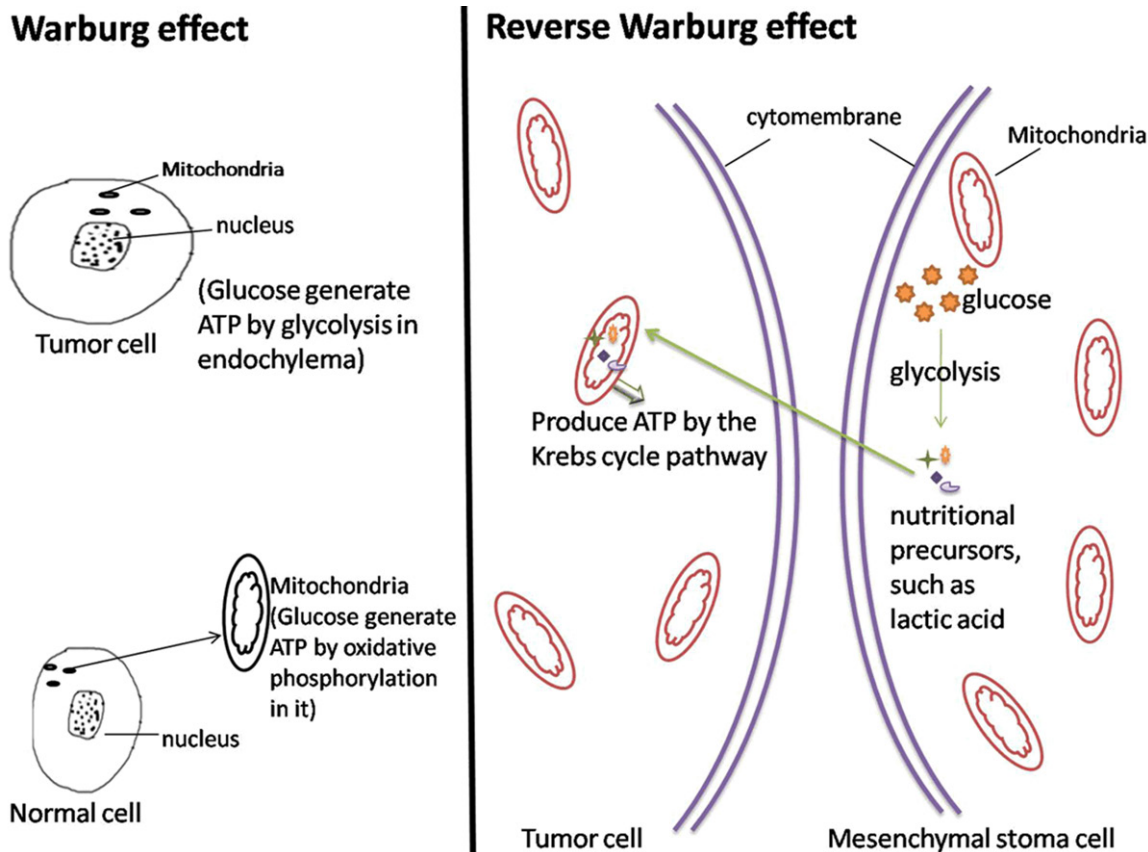 Warburg effect
Mitochondria
nucleus
(Glucose generate
ATP by glycolysis in
endochylema)
Tumor cell
Mitochondria
(Glucose generate
ATP by oxidative
phosphorylation
in it)
nucleus
Normal cell
Reverse Warburg effect
cytomembrane
Mitochondria
glucose
glycolysis
Produce ATP by the
Krebs cycle pathway
nutritional
precursors,
such as
lactic acid
Tumor cell
Mesenchymal stoma cell